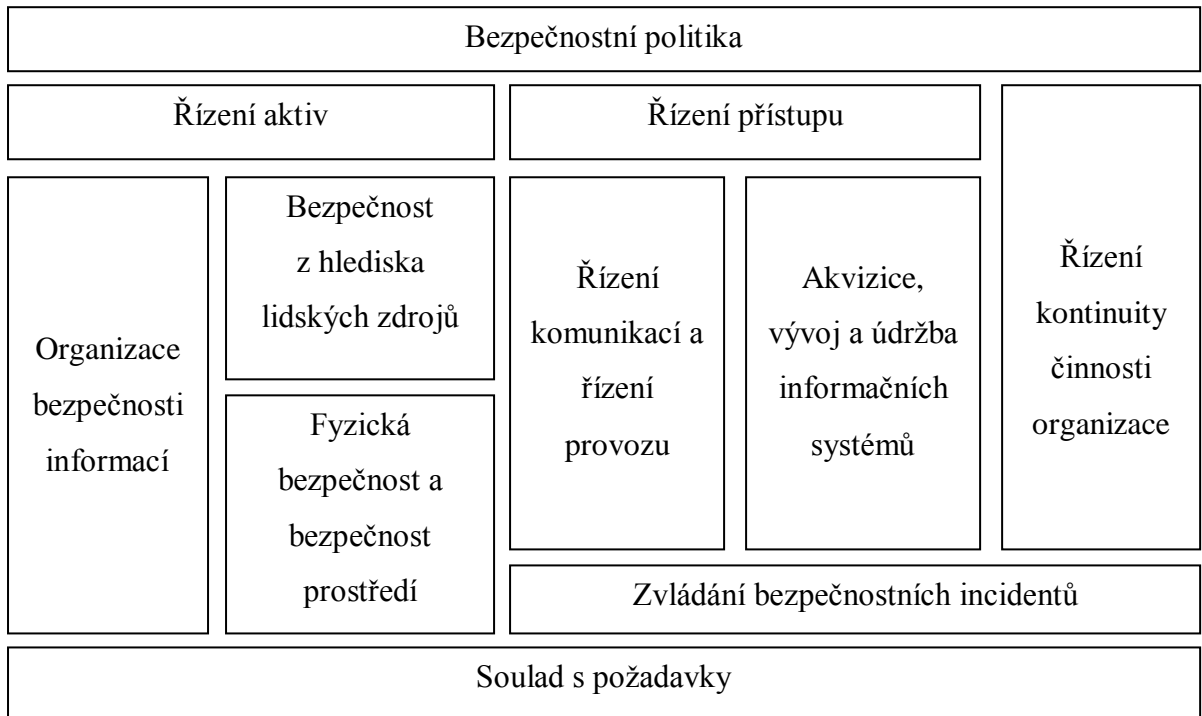 Bezpečnostní politika
Řízení aktiv
Řízení přístupu
Organizace
bezpečnosti
informací
Bezpečnost
z hlediska
lidských zdrojů
Fyzická
bezpečnost a
bezpečnost
prostředí
Řízení
komunikací a
řízení
provozu
Akvizice,
vývoj a údržba
informačních
systémů
Řízení
kontinuity
činnosti
organizace
Zvládání bezpečnostních incidentů
Soulad s požadavky